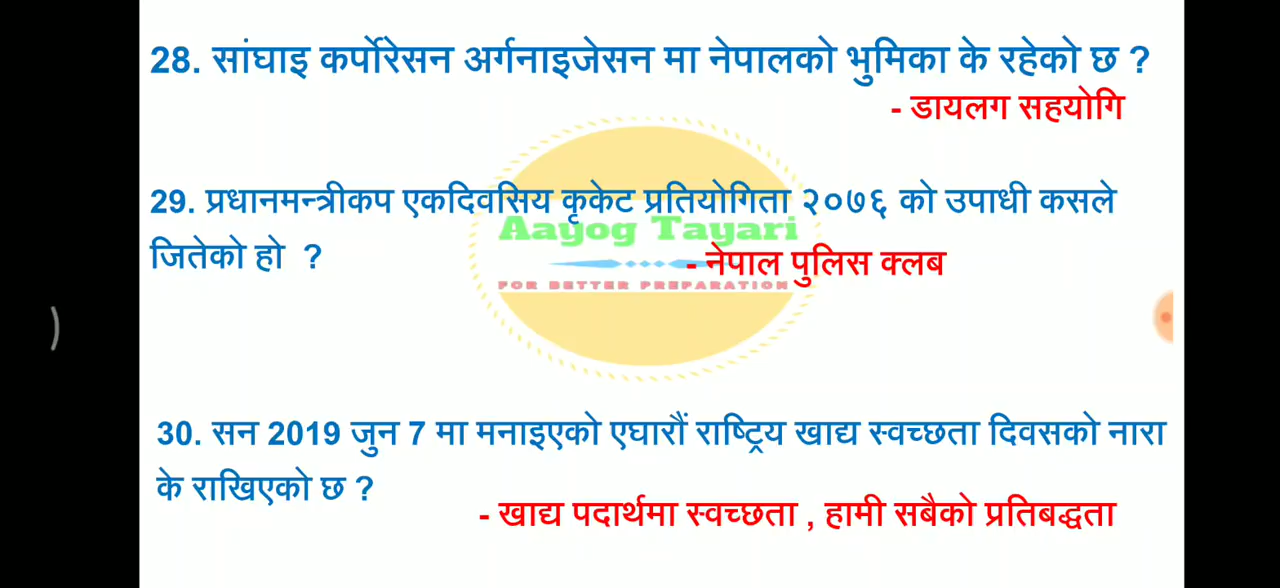 28. सांघाइ कर्पोरेसन अर्गनाइजेसन मा नेपालको भुमिका के रहेको छ ?
- डायलग सहयोगि
29. प्रधानमन्त्रीकप एकदिवसिय कृकेट प्रतियोगिता २०७६ को उपाधी कसले
Aayog Tayari
जितेको हो ?
- नेपाल पुलिस क्लब
FOR BETTER PREPARATION
30. सन 2019 जुन 7 मा मनाइएको एघारौं राष्ट्रिय खाद्य स्वच्छता दिवसको नारा
के राखिएको छ ?
- खाद्य पदार्थमा स्वच्छता , हामी सबैको प्रतिबद्धता